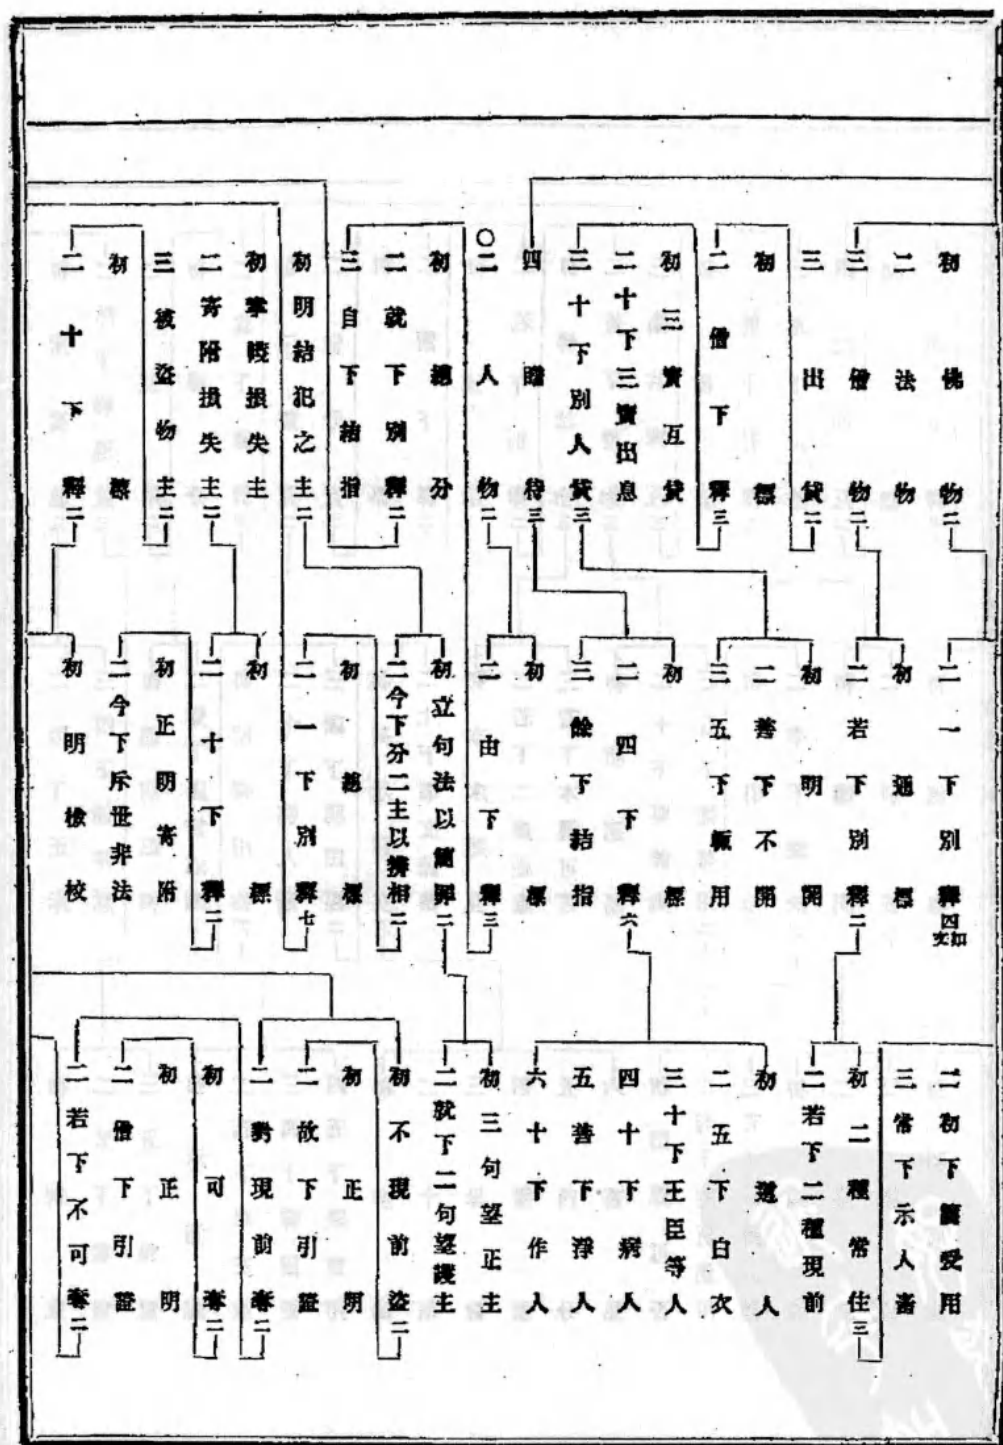 初佛物二
二法物
三僧物二
三出貸二
初標
二僧下釋三
初三寶互貸
二十下三寶出息
三十下別人貸三
四瞻待三
○二人物二
初總分
二就下別釋二
三自下結指
初明結犯之主二
初掌護損失主
二寄附損失主二
三被盜物主二
初標
二十下釋二
二一下別釋四如文
初通標
二若下別釋二
初明開
二善下不開
三五下輒用
初標
二四下釋六
三餘下結指
初標
二由下釋三
初立句法以簡罪二
二今下分二主以辨相二
初總標
二一下別釋七
初標
二十下釋二
初正明寄附
二今下斥世非法
初明檢校
二初下護受用
三常下示人畜
初二種常住三
二若下二種現前
初道人
二五下白衣
三十下王臣等人
四十下病人
五善下淨人
六十下作人
初三句望正主
二就下二句望護主
初不現前盜二
初正明
二故下引證
二對現前奪二
初可奪二
初正明
二僧下引證
二若下不可奪二